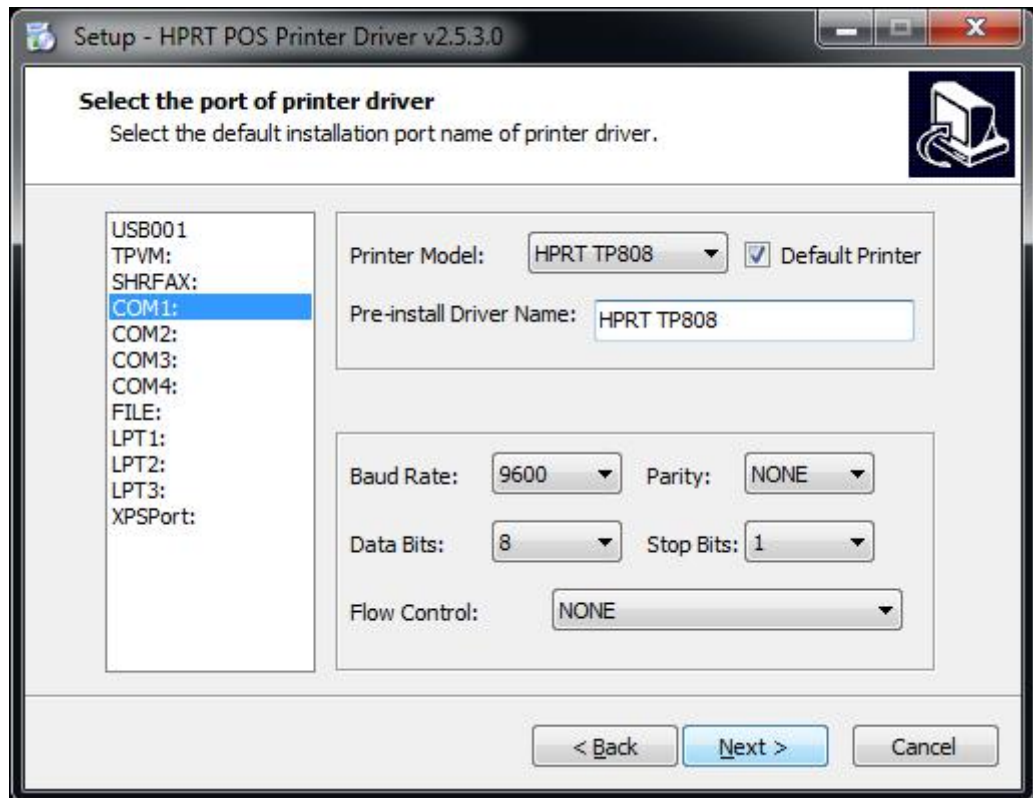 Setup - HPRT POS Printer Driver v2.5.3.0
Select the port of printer driver
Select the default installation port name of printer driver.
USB001
TPVM:
SHRFAX:
COM1:
COM2:
COM3:
COM4:
FILE:
LPT1:
LPT2:
LPT3:
XPSPort:
Printer Model: HPRT TP808 Default Printer
Pre-install Driver Name: HPRT TP808
Baud Rate: 9600 Parity: NONE
Data Bits: 8 Stop Bits: 1
Flow Control: NONE
< Back Next > Cancel